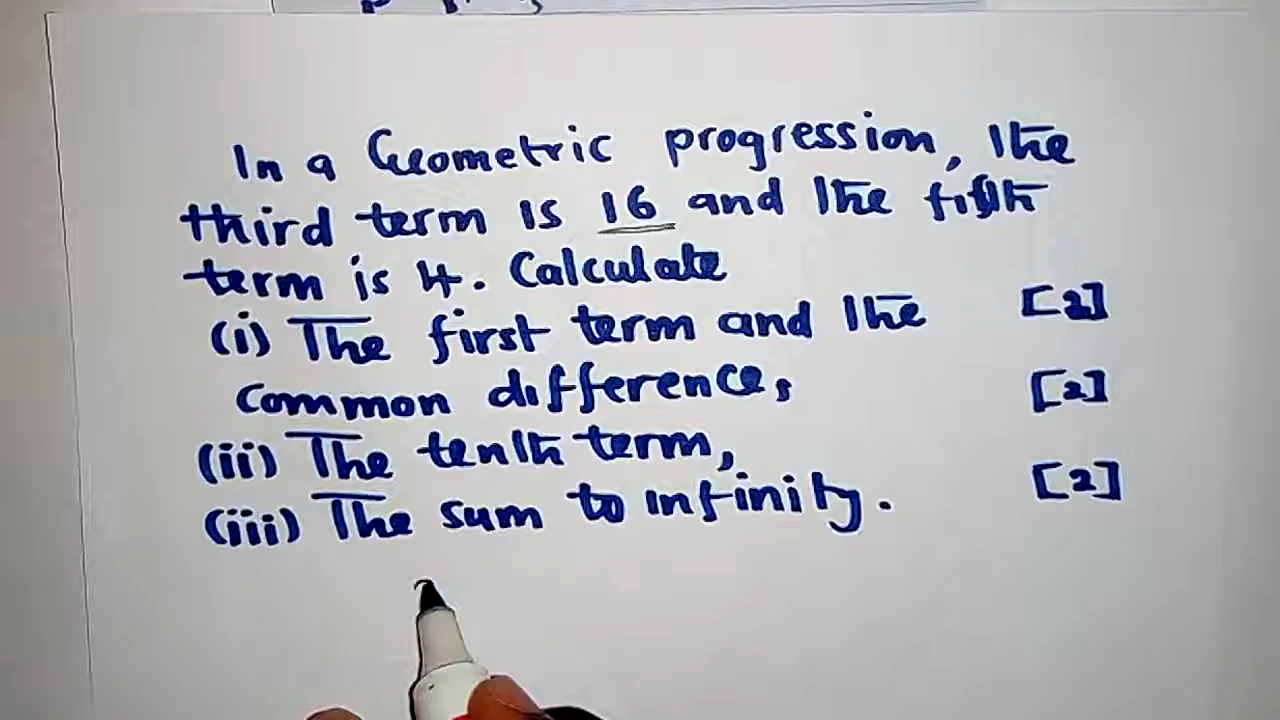 In a Geometric progression, the
third term is 16 and the fifth
term is 4. Calculate
(i) The first term and the [2]
common difference, [2]
(ii) The tenth term,
(iii) The sum to infinity. [2]